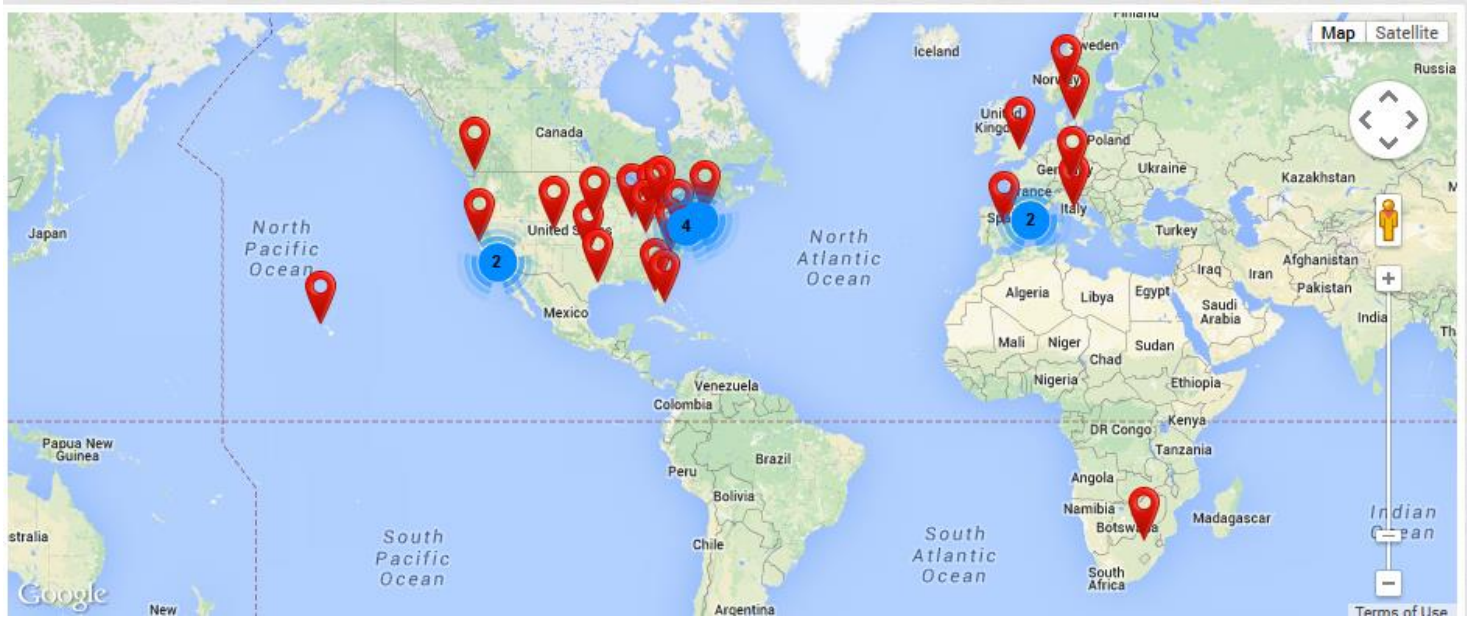 Finland
Map
Satellite
Iceland
Sweden
Norway
Russia
United
Kingdom
Canada
Poland
Germany
Ukraine
Kazakhstan
France
North
Pacific
Ocean
Japan
United States
4
2
Spain
2
Italy
Turkey
North
Atlantic
Ocean
Afghanistan
Iraq
Iran
Pakistan
Mexico
Algeria
Libya
Egypt
Saudi
Arabia
India
Th
Mali
Niger
Sudan
Chad
Venezuela
Nigeria
Ethiopia
Colombia
Kenya
DR Congo
Papua New
Guinea
Tanzania
Brazil
Peru
Angola
Bolivia
Namibia
Botswana
Madagascar
Indian
Ocean
stralia
South
Pacific
Ocean
Chile
South
Atlantic
Ocean
South
Africa
Google
New
Argentina
Terms of Use